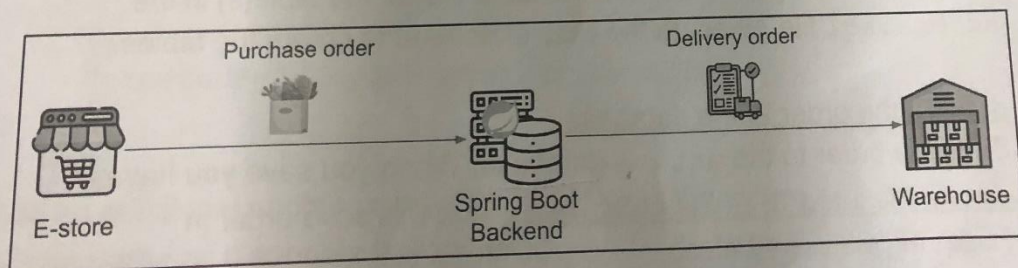 Purchase order
Delivery order
E-store
Spring Boot
Backend
Warehouse